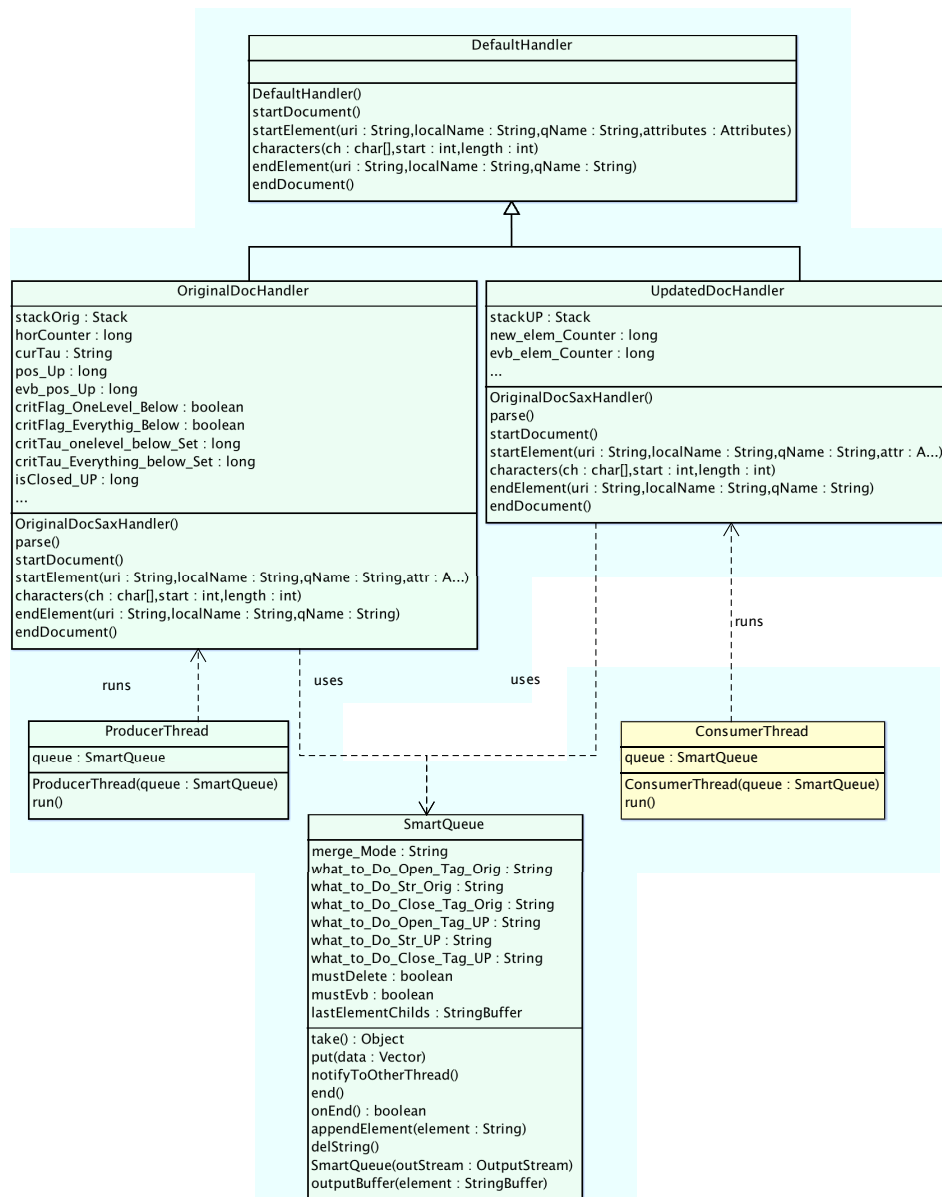 DefaultHandler
DefaultHandler()
startDocument()
startElement(uri : String,localName : String,qName : String,attributes : Attributes)
characters(ch : char[],start : int,length : int)
endElement(uri : String,localName : String,qName : String)
endDocument()
OriginalDocHandler
stackOrig : Stack
horCounter : long
curTau : String
pos_Up : long
evb_pos_Up : long
critFlag_OneLevel_Below : boolean
critFlag_Everythig_Below : boolean
critTau_onelevel_below_Set : long
critTau_Everything_below_Set : long
isClosed_UP : long
...
OriginalDocSaxHandler()
parse()
startDocument()
startElement(uri : String,localName : String,qName : String,attr : A...)
characters(ch : char[],start : int,length : int)
endElement(uri : String,localName : String,qName : String)
endDocument()
UpdatedDocHandler
stackUP : Stack
new_elem_Counter : long
evb_elem_Counter : long
...
OriginalDocSaxHandler()
parse()
startDocument()
startElement(uri : String,localName : String,qName : String,attr : A...)
characters(ch : char[],start : int,length : int)
endElement(uri : String,localName : String,qName : String)
endDocument()
runs
uses
uses
runs
ProducerThread
queue : SmartQueue
ProducerThread(queue : SmartQueue)
run()
ConsumerThread
queue : SmartQueue
ConsumerThread(queue : SmartQueue)
run()
SmartQueue
merge_Mode : String
what_to_Do_Open_Tag_Orig : String
what_to_Do_Str_Orig : String
what_to_Do_Close_Tag_Orig : String
what_to_Do_Open_Tag_UP : String
what_to_Do_Str_UP : String
what_to_Do_Close_Tag_UP : String
mustDelete : boolean
mustEvb : boolean
lastElementChilds : StringBuffer
take() : Object
put(data : Vector)
notifyToOtherThread()
end()
onEnd() : boolean
appendElement(element : String)
delString()
SmartQueue(outStream : OutputStream)
outputBuffer(element : StringBuffer)